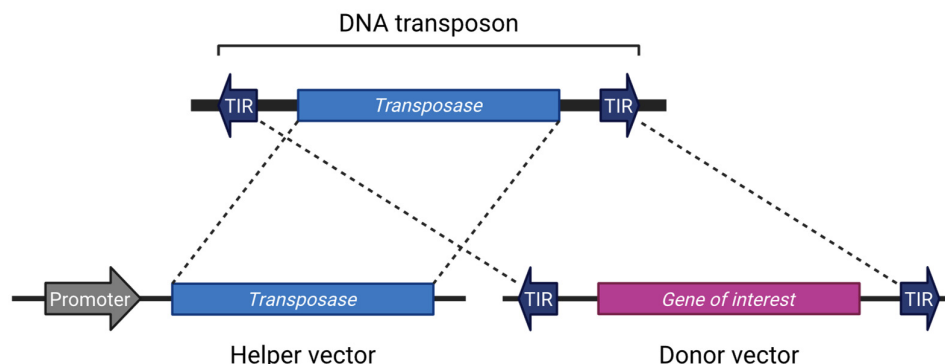 DNA transposon
TIR Transposase TIR
Promoter Transposase TIR Gene of interest TIR
Helper vector Donor vector